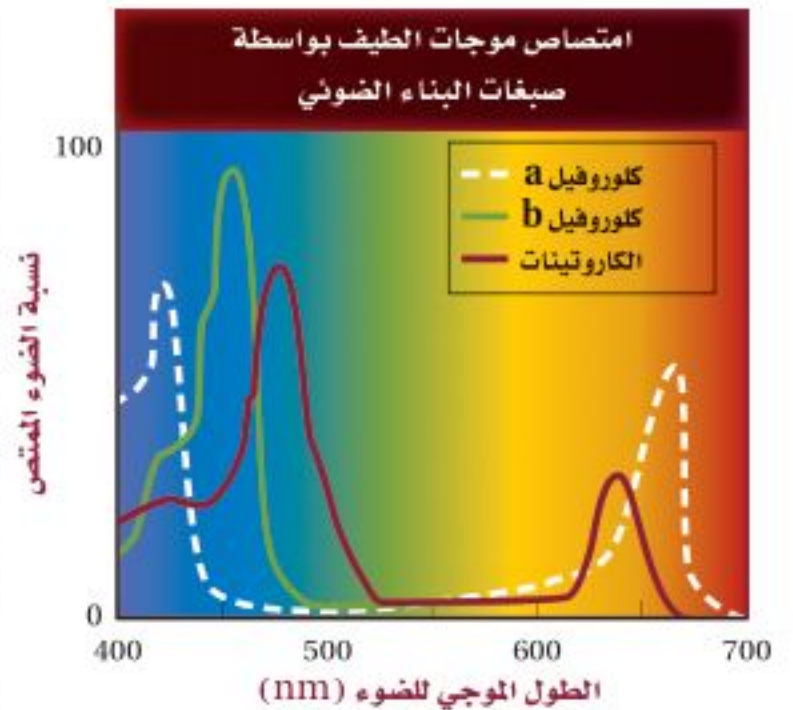 امتصاص موجات الطيف بواسطة
صبغات البناء الضوئي
100
كلوروفيل a
كلوروفيل b
الكاروتينات
نسبة الضوء الممتص
0
400 500 600 700
الطول الموجي للضوء (nm)